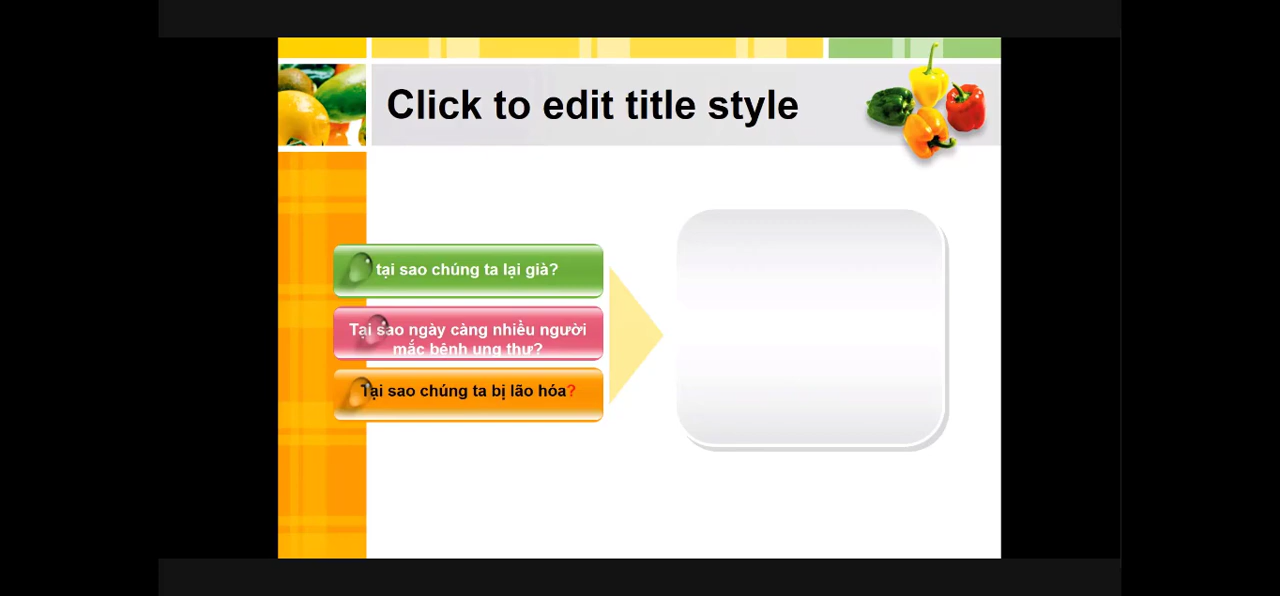 Click to edit title style
tại sao chúng ta lại già?
Tại sao ngày càng nhiều người
mắc bệnh ung thư?
Tại sao chúng ta bị lão hóa?